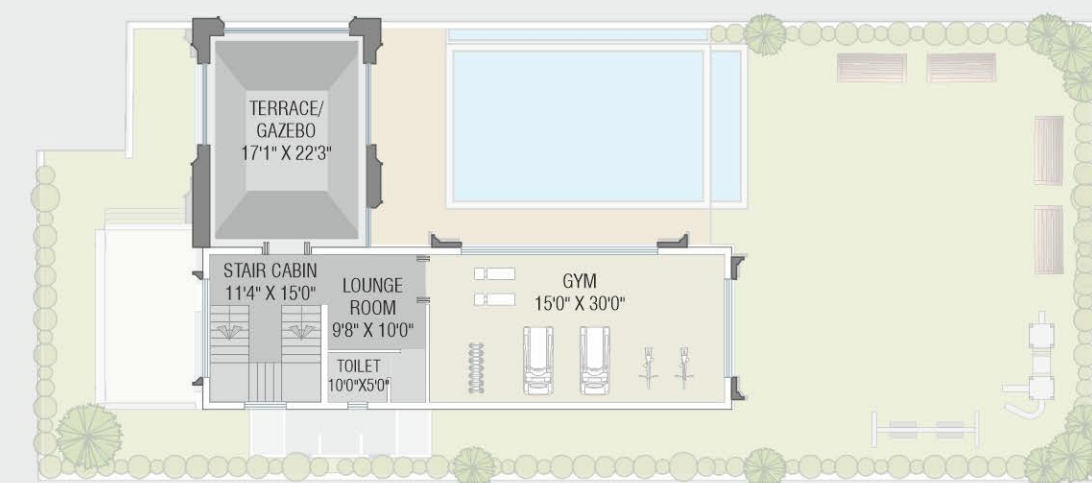 TERRACE/
GAZEBO
17'1" X 22'3"
STAIR CABIN
11'4" X 15'0"
LOUNGE
ROOM
9'8" X 10'0"
GYM
15'0" X 30'0"
TOILET
10'0"X5'0"